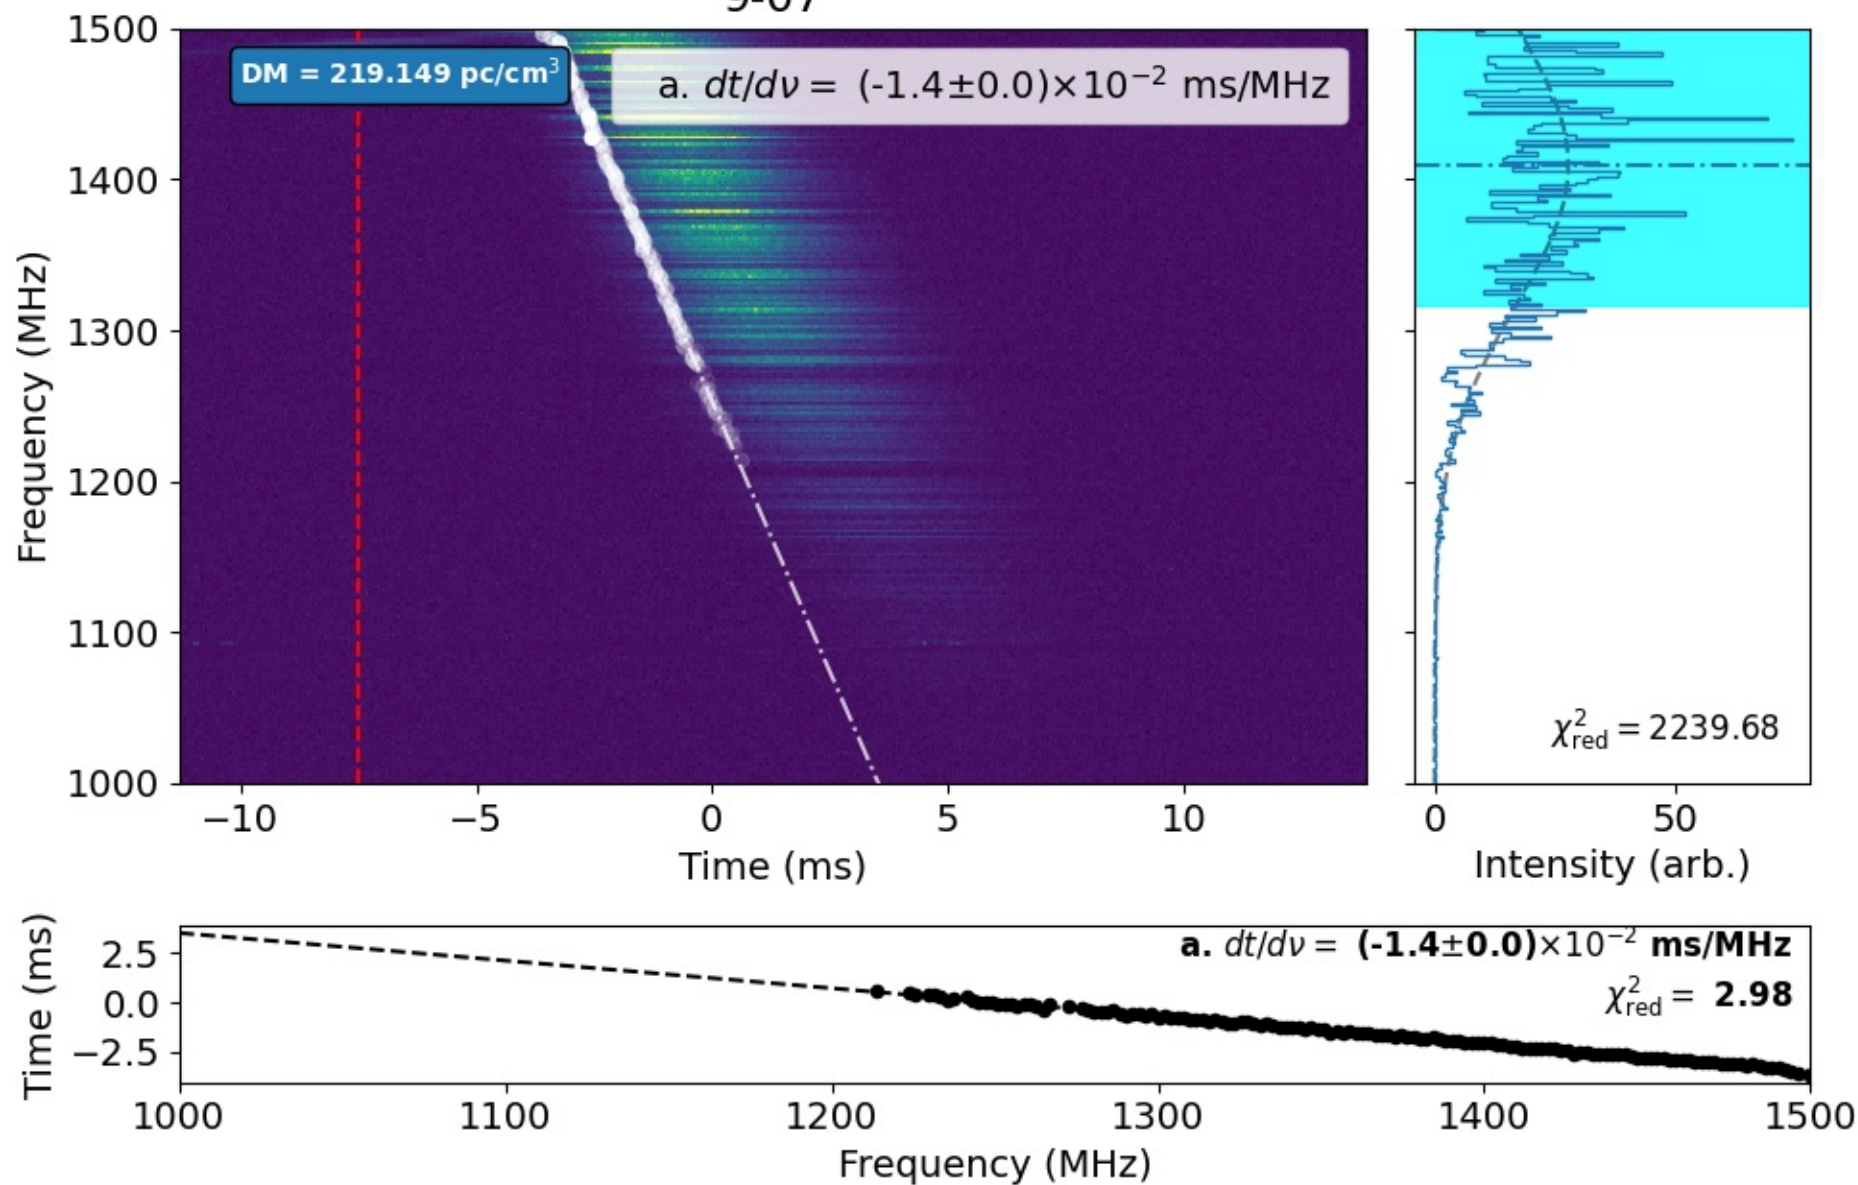 9-07
1500
1400
1300
1200
1100
1000
Frequency (MHz)
DM = 219.149 pc/cm³
a. dt/dν = (-1.4±0.0)×10⁻² ms/MHz
−10 −5 0 5 10
Time (ms)
χ²red = 2239.68
0 50
Intensity (arb.)
Time (ms)
2.5
0.0
−2.5
a. dt/dν = (-1.4±0.0)×10⁻² ms/MHz
χ²red = 2.98
1000 1100 1200 1300 1400 1500
Frequency (MHz)